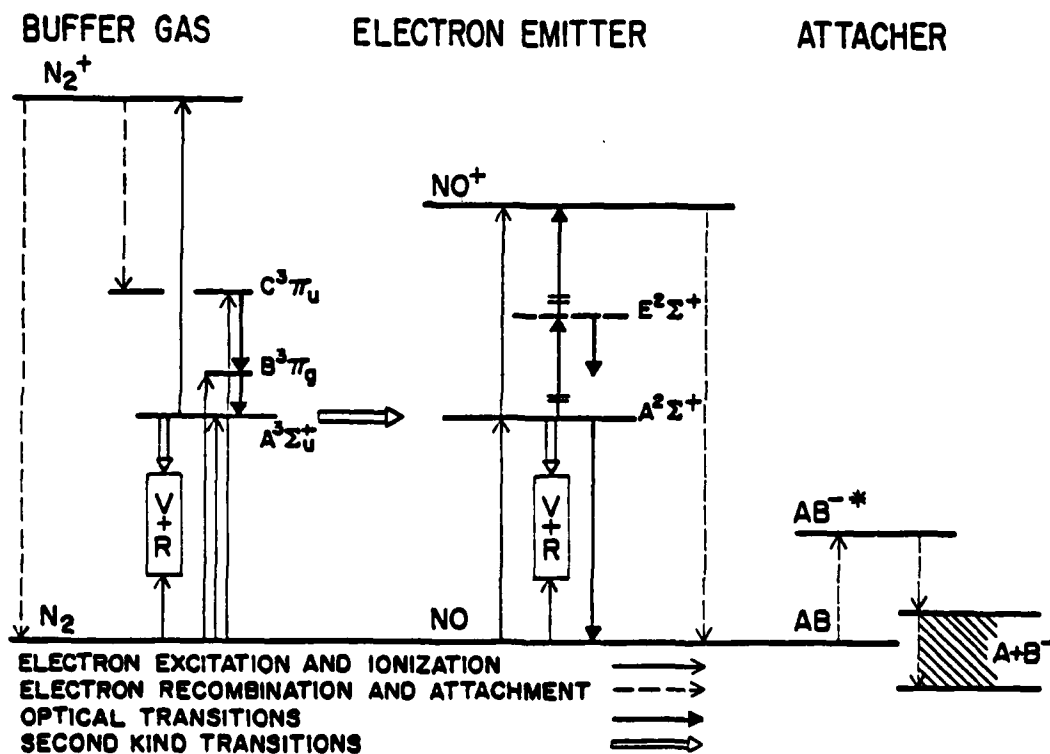 BUFFER GAS ELECTRON EMITTER ATTACHER
N₂⁺
NO⁺
C³πᵤ
E²Σ⁺
B³π_g
A³Σᵤ⁺
A²Σ⁺
V+R
V+R
AB⁻*
N₂ NO AB
A+B⁻
ELECTRON EXCITATION AND IONIZATION
ELECTRON RECOMBINATION AND ATTACHMENT
OPTICAL TRANSITIONS
SECOND KIND TRANSITIONS